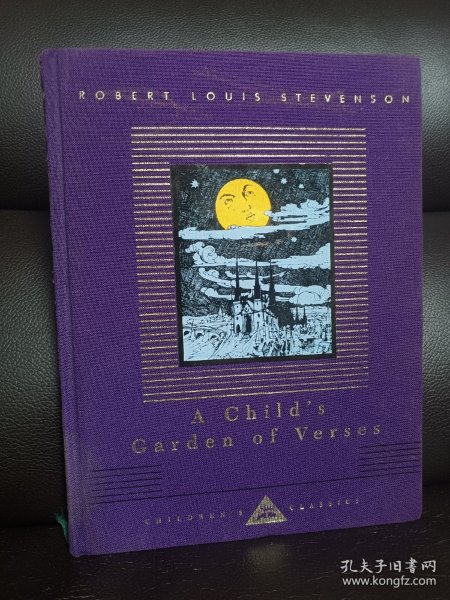 ROBERT LOUIS STEVENSON
A Child's
Garden of Verses
CHILDREN'S CLASSICS
孔夫子旧书网
www.kongfz.com